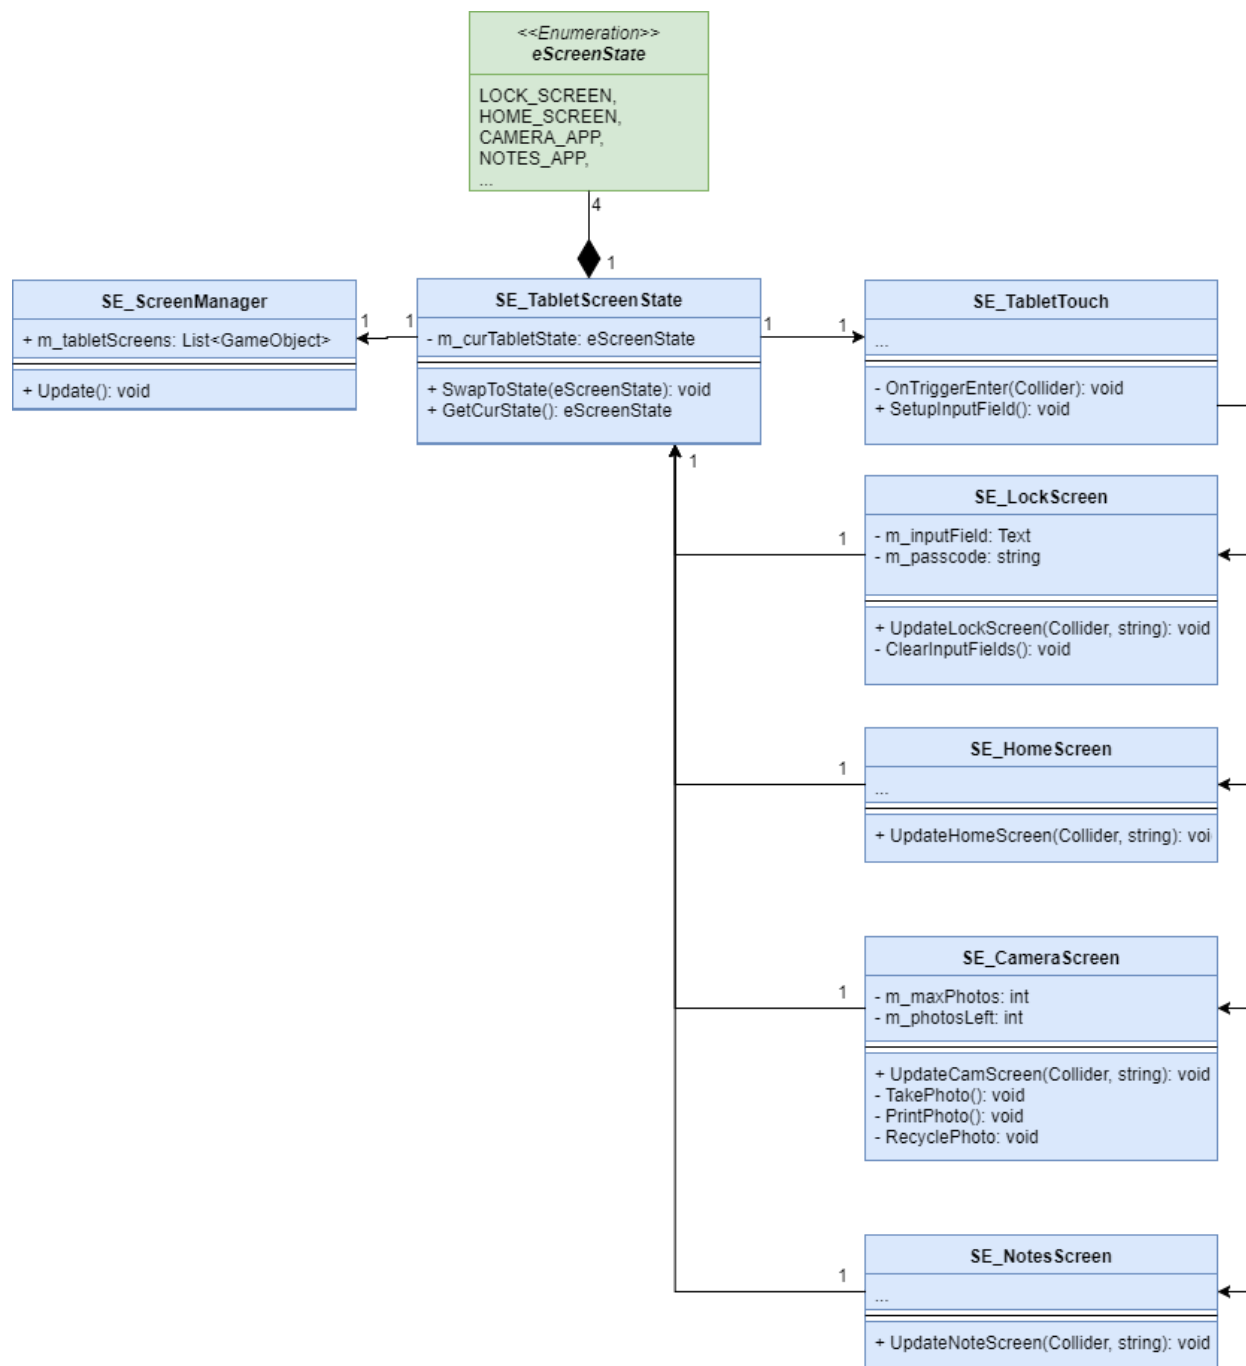 <<Enumeration>>
eScreenState
LOCK_SCREEN,
HOME_SCREEN,
CAMERA_APP,
NOTES_APP,
...
4
1
SE_ScreenManager
+ m_tabletScreens: List<GameObject>
+ Update(): void
1
1
SE_TabletScreenState
- m_curTabletState: eScreenState
+ SwapToState(eScreenState): void
+ GetCurState(): eScreenState
1
1
1
SE_TabletTouch
...
- OnTriggerEnter(Collider): void
+ SetupInputField(): void
1
SE_LockScreen
- m_inputField: Text
- m_passcode: string
+ UpdateLockScreen(Collider, string): void
- ClearInputFields(): void
1
SE_HomeScreen
...
+ UpdateHomeScreen(Collider, string): voi
1
SE_CameraScreen
- m_maxPhotos: int
- m_photosLeft: int
+ UpdateCamScreen(Collider, string): void
- TakePhoto(): void
- PrintPhoto(): void
- RecyclePhoto: void
1
SE_NotesScreen
...
+ UpdateNoteScreen(Collider, string): void